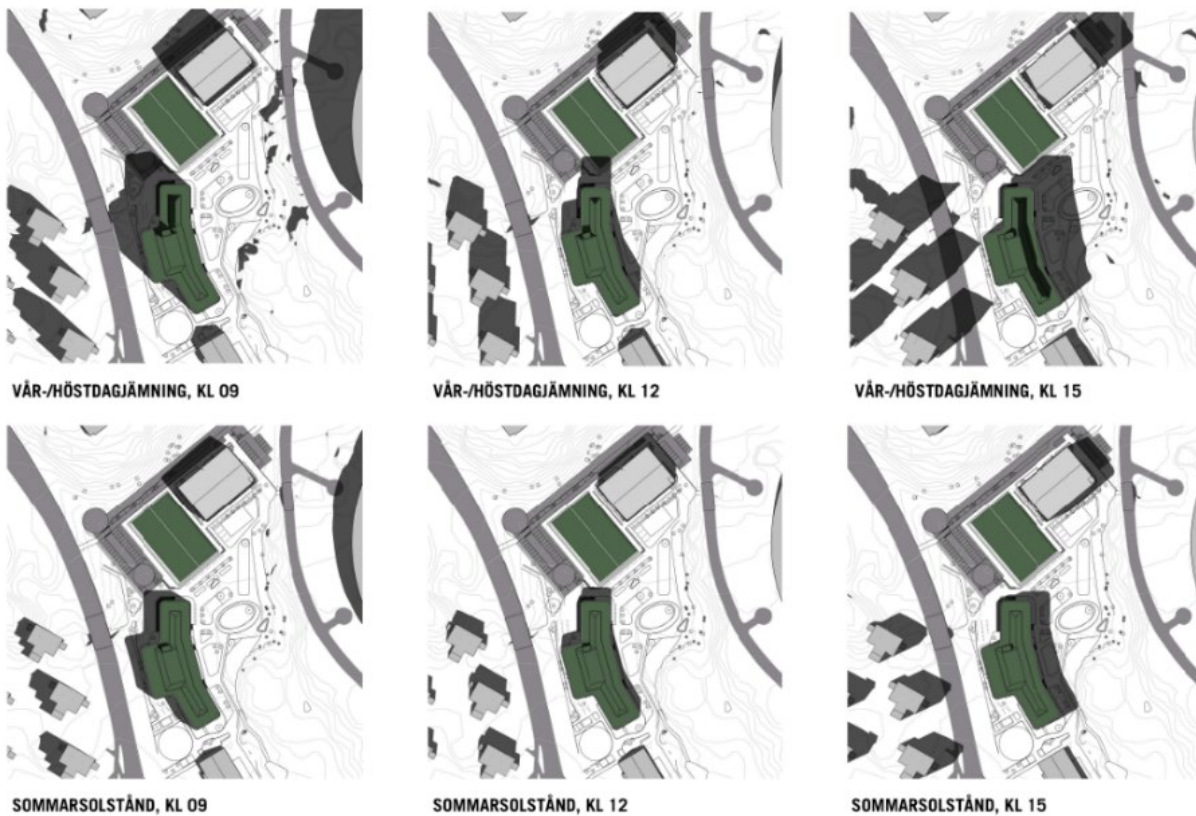 VÅR-/HÖSTDAGJÄMNING, KL 09
VÅR-/HÖSTDAGJÄMNING, KL 12
VÅR-/HÖSTDAGJÄMNING, KL 15
SOMMARSOLSTÅND, KL 09
SOMMARSOLSTÅND, KL 12
SOMMARSOLSTÅND, KL 15